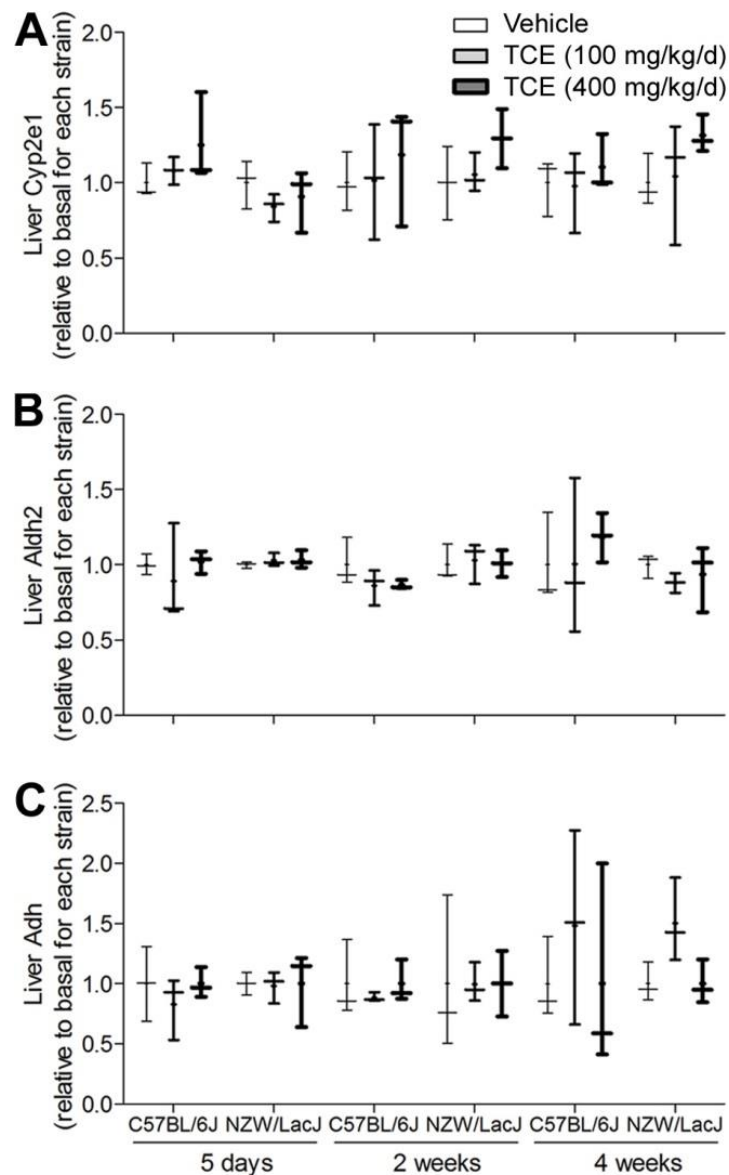 A
Vehicle
TCE (100 mg/kg/d)
TCE (400 mg/kg/d)
Liver Cyp2e1
(relative to basal for each strain)
2.0
1.5
1.0
0.5
0.0
B
Liver Aldh2
(relative to basal for each strain)
2.0
1.5
1.0
0.5
0.0
C
Liver Adh
(relative to basal for each strain)
2.5
2.0
1.5
1.0
0.5
0.0
C57BL/6J NZW/LacJ C57BL/6J NZW/LacJ C57BL/6J NZW/LacJ
5 days 2 weeks 4 weeks